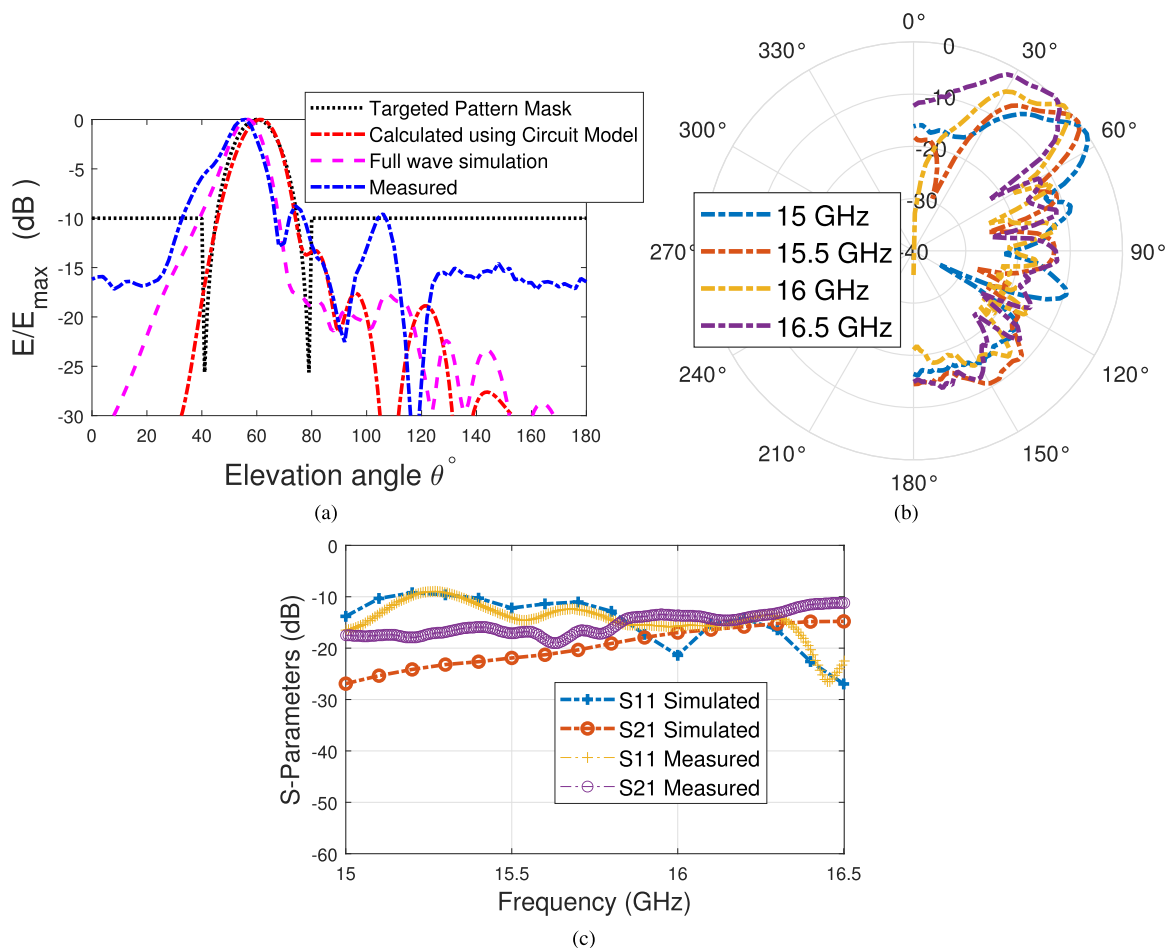 Targeted Pattern Mask
Calculated using Circuit Model
Full wave simulation
Measured
0
-5
-10
-15
-20
-25
-30
E/E_max (dB )
0 20 40 60 80 100 120 140 160 180
Elevation angle θ°
(a)
0°
330° 0 30°
-10
300° -20 60°
-30
270° -40 90°
15 GHz
15.5 GHz
16 GHz
16.5 GHz
240° 120°
210° 150°
180°
(b)
0
-10
-20
-30
-40
-50
-60
S-Parameters (dB)
S11 Simulated
S21 Simulated
S11 Measured
S21 Measured
15 15.5 16 16.5
Frequency (GHz)
(c)